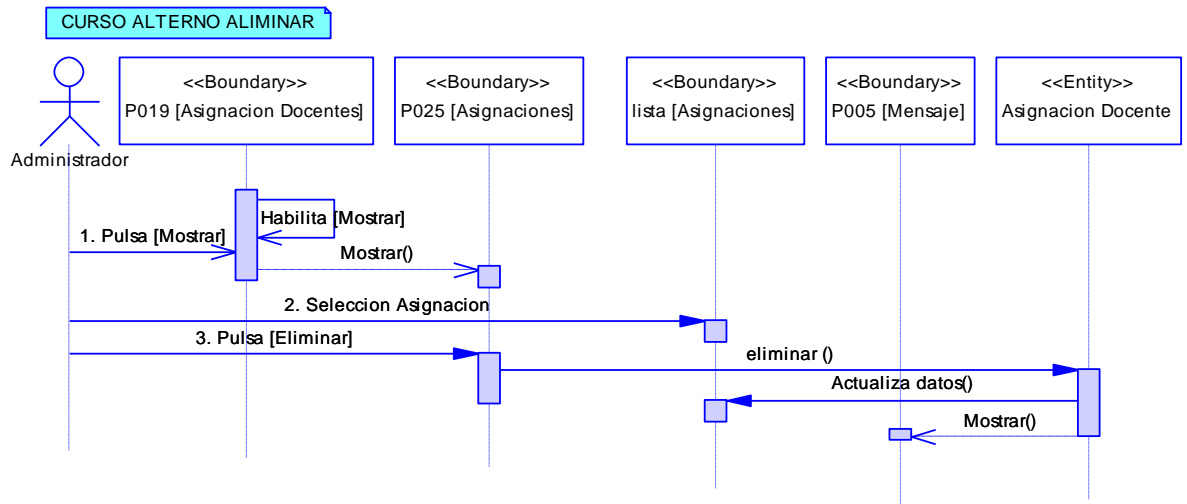 CURSO ALTERNO ALIMINAR
Administrador
<<Boundary>>
P019 [Asignacion Docentes]
<<Boundary>>
P025 [Asignaciones]
<<Boundary>>
lista [Asignaciones]
<<Boundary>>
P005 [Mensaje]
<<Entity>>
Asignacion Docente
Habilita [Mostrar]
1. Pulsa [Mostrar]
Mostrar()
2. Seleccion Asignacion
3. Pulsa [Eliminar]
eliminar ()
Actualiza datos()
Mostrar()